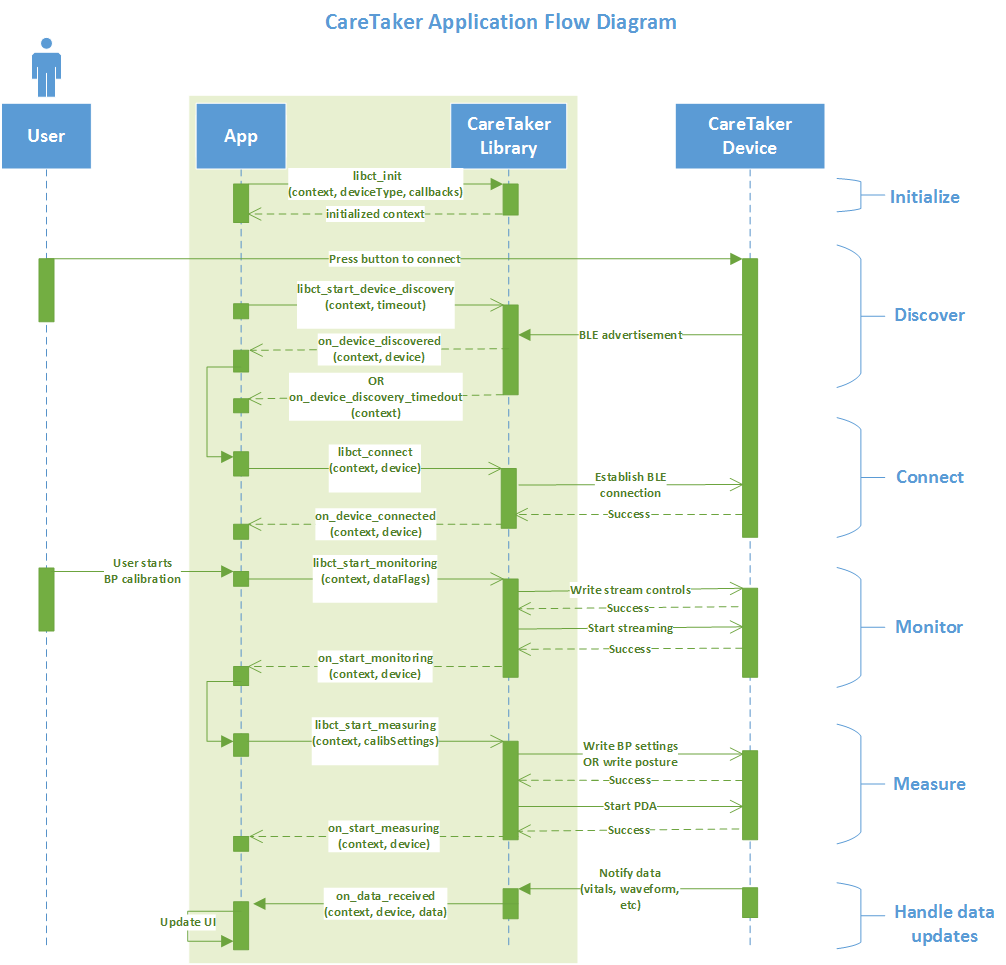 CareTaker Application Flow Diagram
User
App
CareTaker
Library
CareTaker
Device
libct_init
(context, deviceType, callbacks)
initialized context
Initialize
Press button to connect
libct_start_device_discovery
(context, timeout)
BLE advertisement
Discover
on_device_discovered
(context, device)
OR
on_device_discovery_timedout
(context)
libct_connect
(context, device)
Establish BLE
connection
Connect
Success
on_device_connected
(context, device)
User starts
BP calibration
libct_start_monitoring
(context, dataFlags)
Write stream controls
Success
Start streaming
Monitor
Success
on_start_monitoring
(context, device)
libct_start_measuring
(context, calibSettings)
Write BP settings
OR write posture
Success
Measure
Start PDA
Success
on_start_measuring
(context, device)
Notify data
(vitals, waveform,
etc)
on_data_received
(context, device, data)
Update UI
Handle data
updates